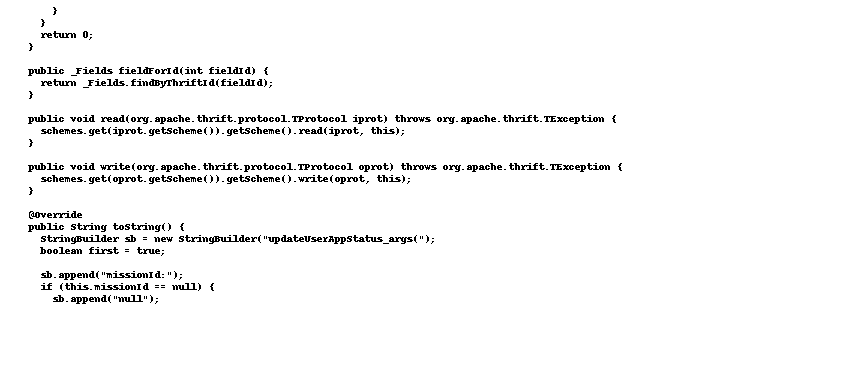 }
  }
  return 0;
}

public _Fields fieldForId(int fieldId) {
  return _Fields.findByThriftId(fieldId);
}

public void read(org.apache.thrift.protocol.TProtocol iprot) throws org.apache.thrift.TException {
  schemes.get(iprot.getScheme()).getScheme().read(iprot, this);
}

public void write(org.apache.thrift.protocol.TProtocol oprot) throws org.apache.thrift.TException {
  schemes.get(oprot.getScheme()).getScheme().write(oprot, this);
}

@Override
public String toString() {
  StringBuilder sb = new StringBuilder("updateUserAppStatus_args(");
  boolean first = true;

  sb.append("missionId:");
  if (this.missionId == null) {
    sb.append("null");